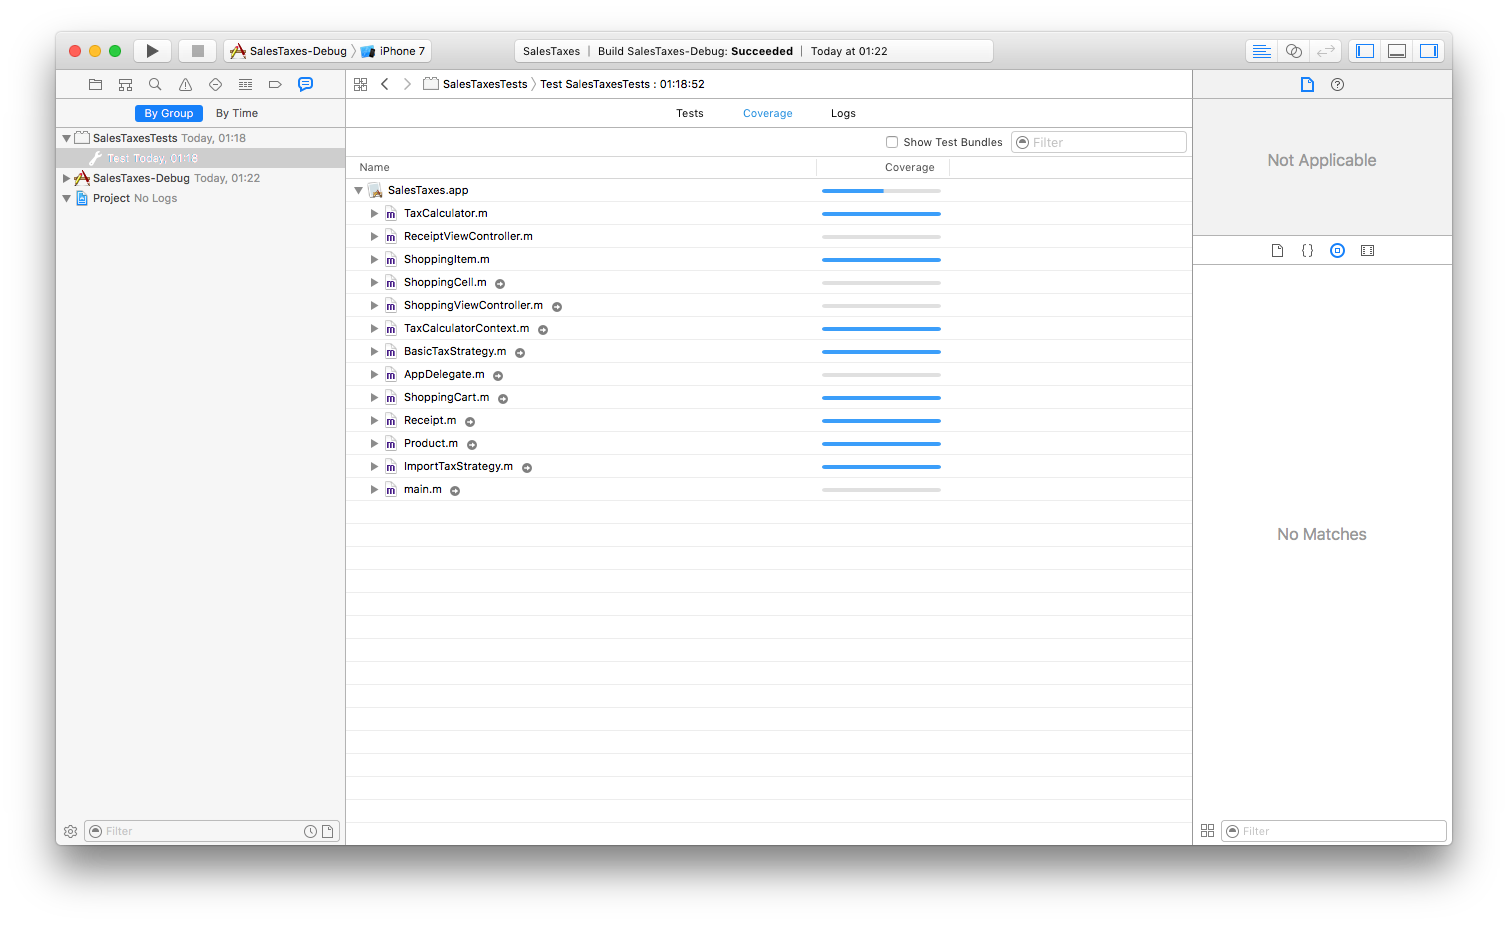 SalesTaxes-Debug iPhone 7
SalesTaxes | Build SalesTaxes-Debug: Succeeded | Today at 01:22
SalesTaxesTests Test SalesTaxesTests : 01:18:52
By Group By Time
Tests Coverage Logs
SalesTaxesTests Today, 01:18
Test Today, 01:18
SalesTaxes-Debug Today, 01:22
Project No Logs
Filter
Show Test Bundles Filter
Name Coverage
SalesTaxes.app
m TaxCalculator.m
m ReceiptViewController.m
m ShoppingItem.m
m ShoppingCell.m
m ShoppingViewController.m
m TaxCalculatorContext.m
m BasicTaxStrategy.m
m AppDelegate.m
m ShoppingCart.m
m Receipt.m
m Product.m
m ImportTaxStrategy.m
m main.m
Not Applicable
{}
No Matches
Filter